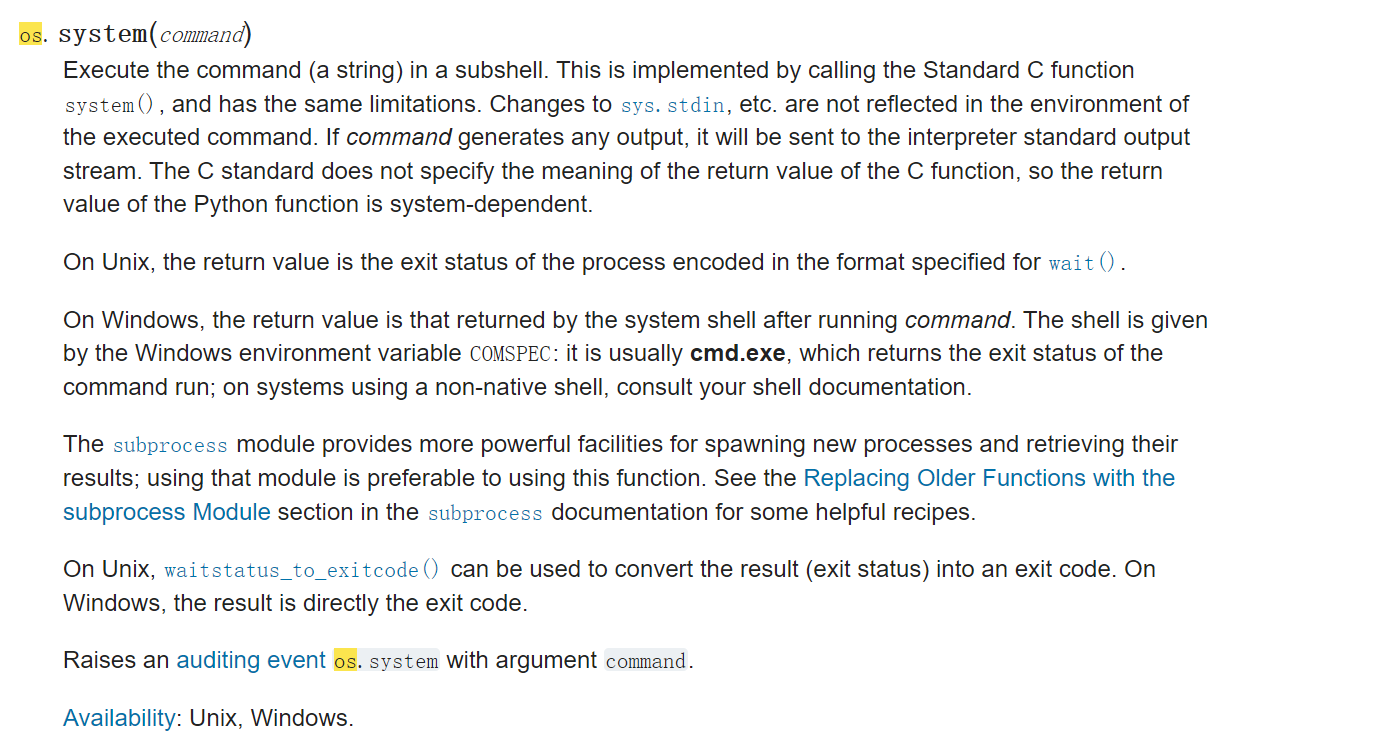 os. system(command)
Execute the command (a string) in a subshell. This is implemented by calling the Standard C function
system(), and has the same limitations. Changes to sys. stdin, etc. are not reflected in the environment of
the executed command. If command generates any output, it will be sent to the interpreter standard output
stream. The C standard does not specify the meaning of the return value of the C function, so the return
value of the Python function is system-dependent.
On Unix, the return value is the exit status of the process encoded in the format specified for wait().
On Windows, the return value is that returned by the system shell after running command. The shell is given
by the Windows environment variable COMSPEC: it is usually cmd.exe, which returns the exit status of the
command run; on systems using a non-native shell, consult your shell documentation.
The subprocess module provides more powerful facilities for spawning new processes and retrieving their
results; using that module is preferable to using this function. See the Replacing Older Functions with the
subprocess Module section in the subprocess documentation for some helpful recipes.
On Unix, waitstatus_to_exitcode() can be used to convert the result (exit status) into an exit code. On
Windows, the result is directly the exit code.
Raises an auditing event os. system with argument command.
Availability: Unix, Windows.